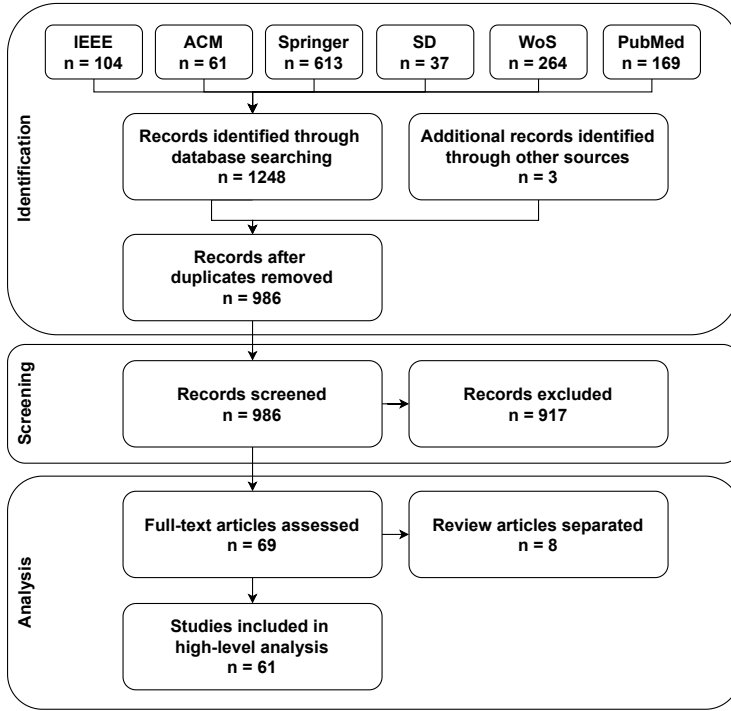 IEEE
n = 104
ACM
n = 61
Springer
n = 613
SD
n = 37
WoS
n = 264
PubMed
n = 169
Identification
Records identified through
database searching
n = 1248
Additional records identified
through other sources
n = 3
Records after
duplicates removed
n = 986
Screening
Records screened
n = 986
Records excluded
n = 917
Analysis
Full-text articles assessed
n = 69
Review articles separated
n = 8
Studies included in
high-level analysis
n = 61